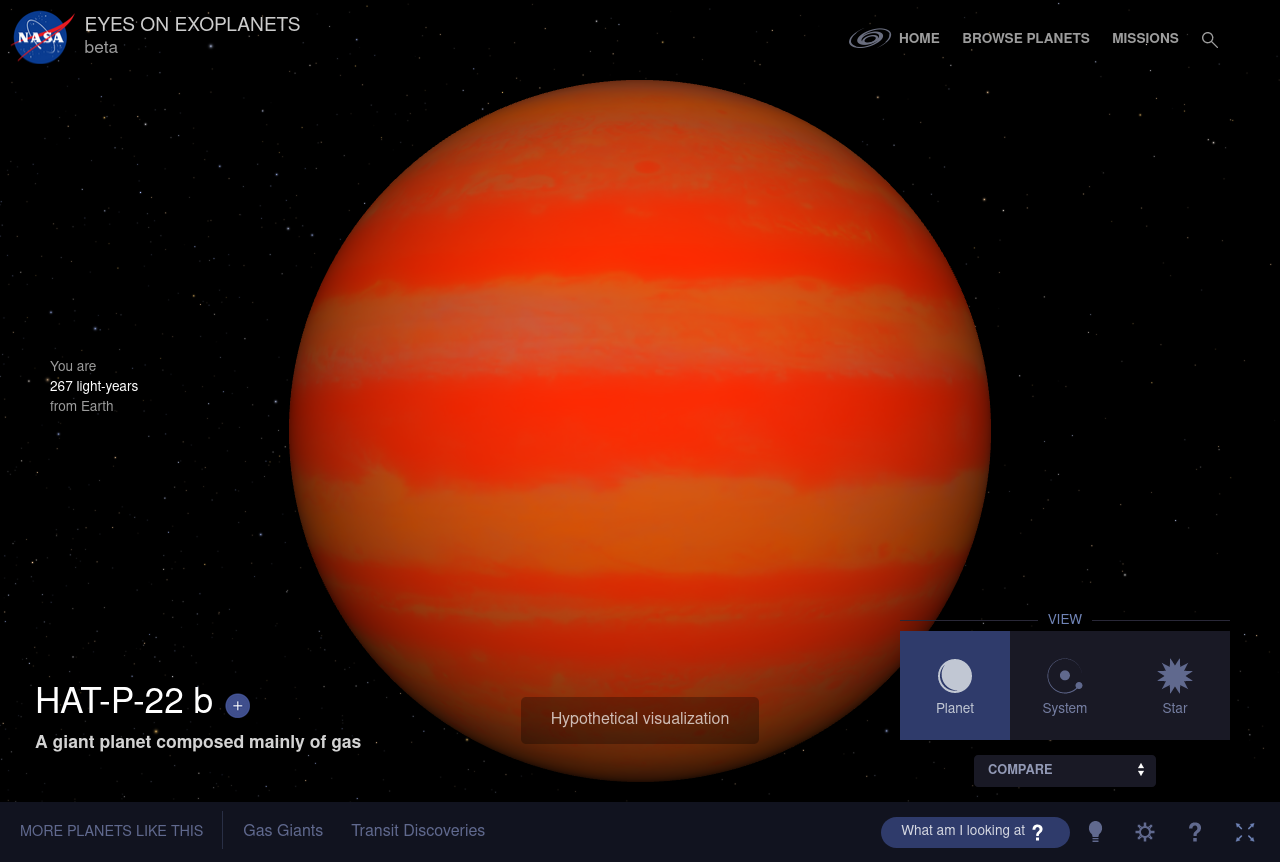 NASA
EYES ON EXOPLANETS
beta
HOME
BROWSE PLANETS
MISSIONS
You are
267 light-years
from Earth
HAT-P-22 b
+
A giant planet composed mainly of gas
Hypothetical visualization
VIEW
Planet
System
Star
COMPARE
MORE PLANETS LIKE THIS
Gas Giants
Transit Discoveries
What am I looking at ?
?